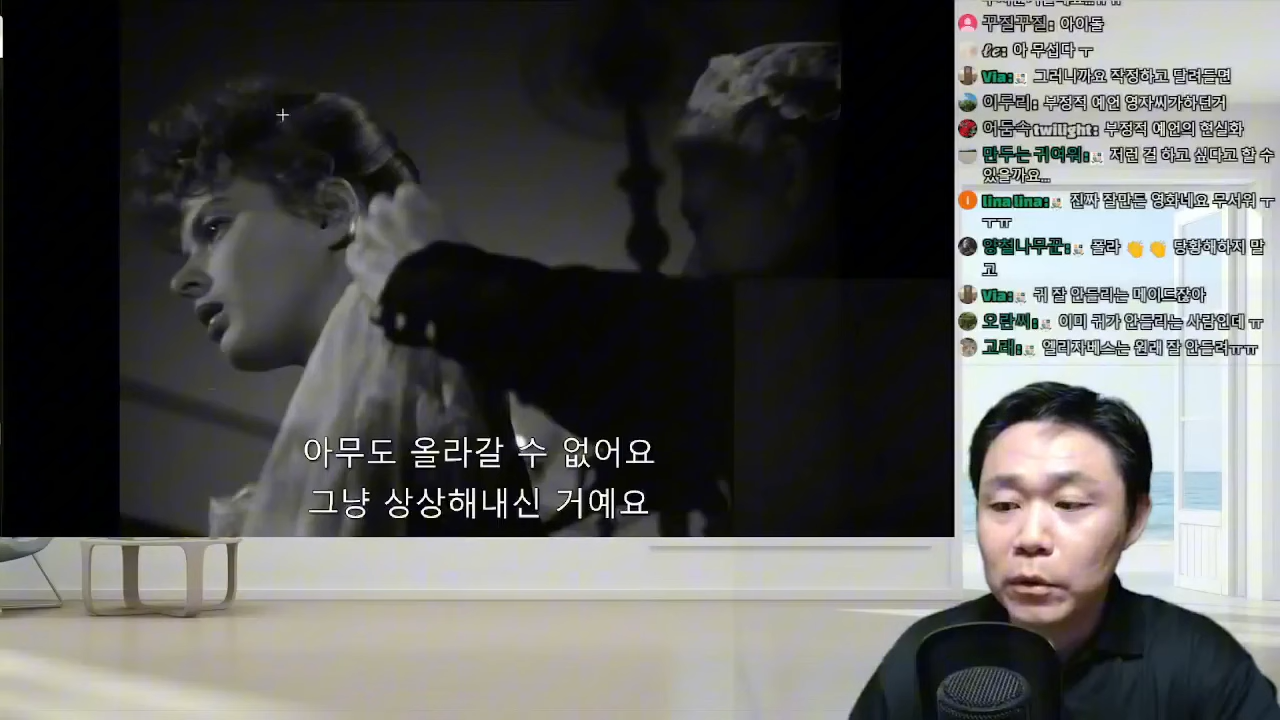 아무도 올라갈 수 없어요
그냥 상상해내신 거예요
꾸질꾸질: 아이돌
le: 아 무섭다 ㅜ
Via: 그러니까요 작정하고 달려들면
이루리: 부정적 예언 영자씨가하던거
어둠속twilight: 부정적 예언의 현실화
만두는 귀여워: 저런 걸 하고 싶다고 할 수
있을까요...
lina lina: 진짜 잘만든 영화네요 무서워 ㅜ
ㅜㅠ
양철나무꾼: 폴라 👏 👏 당황해하지 말
고
Via: 귀 잘 안들리는 메이드잖아
오란씨: 이미 귀가 안들리는 사람인데 ㅠ
고래: 엘리자베스는 원래 잘 안들려ㅠㅠ